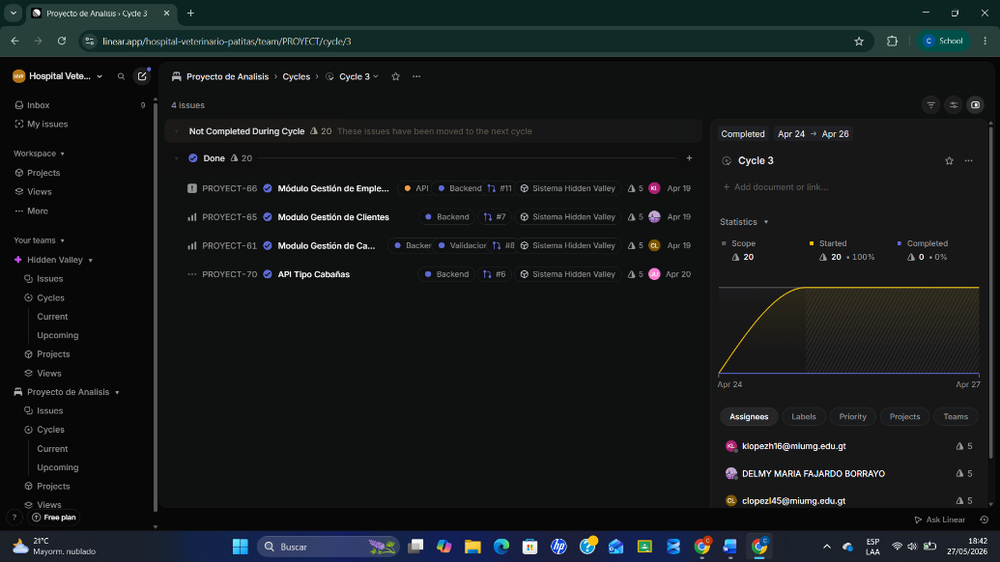 Proyecto de Analisis › Cycle 3
linear.app/hospital-veterinario-patitas/team/PROYECT/cycle/3
C School
HVP Hospital Vete...
Inbox 9
My issues
Workspace
Projects
Views
More
Your teams
Hidden Valley
Issues
Cycles
Current
Upcoming
Projects
Views
Proyecto de Analisis
Issues
Cycles
Current
Upcoming
Projects
Views
? Free plan
Proyecto de Analisis › Cycles › Cycle 3
4 issues
Not Completed During Cycle 20 These issues have been moved to the next cycle
Done 20
PROYECT-66 Módulo Gestión de Emple... API Backend #11 Sistema Hidden Valley 5 KL Apr 19
PROYECT-65 Modulo Gestión de Clientes Backend #7 Sistema Hidden Valley 5 Apr 19
PROYECT-61 Modulo Gestión de Ca... Backer Validacior #8 Sistema Hidden Valley 5 CL Apr 19
PROYECT-70 API Tipo Cabañas Backend #6 Sistema Hidden Valley 5 JU Apr 20
Completed Apr 24 → Apr 26
Cycle 3
+ Add document or link...
Statistics
Scope Started Completed
20 20 • 100% 0 • 0%
Apr 24 Apr 27
Assignees Labels Priority Projects Teams
KL klopezh16@miumg.edu.gt 5
DELMY MARIA FAJARDO BORRAYO 5
CL clopezl45@miumg.edu.gt 5
Ask Linear
21°C
Mayorm. nublado
Buscar
ESP
LAA
18:42
27/05/2026